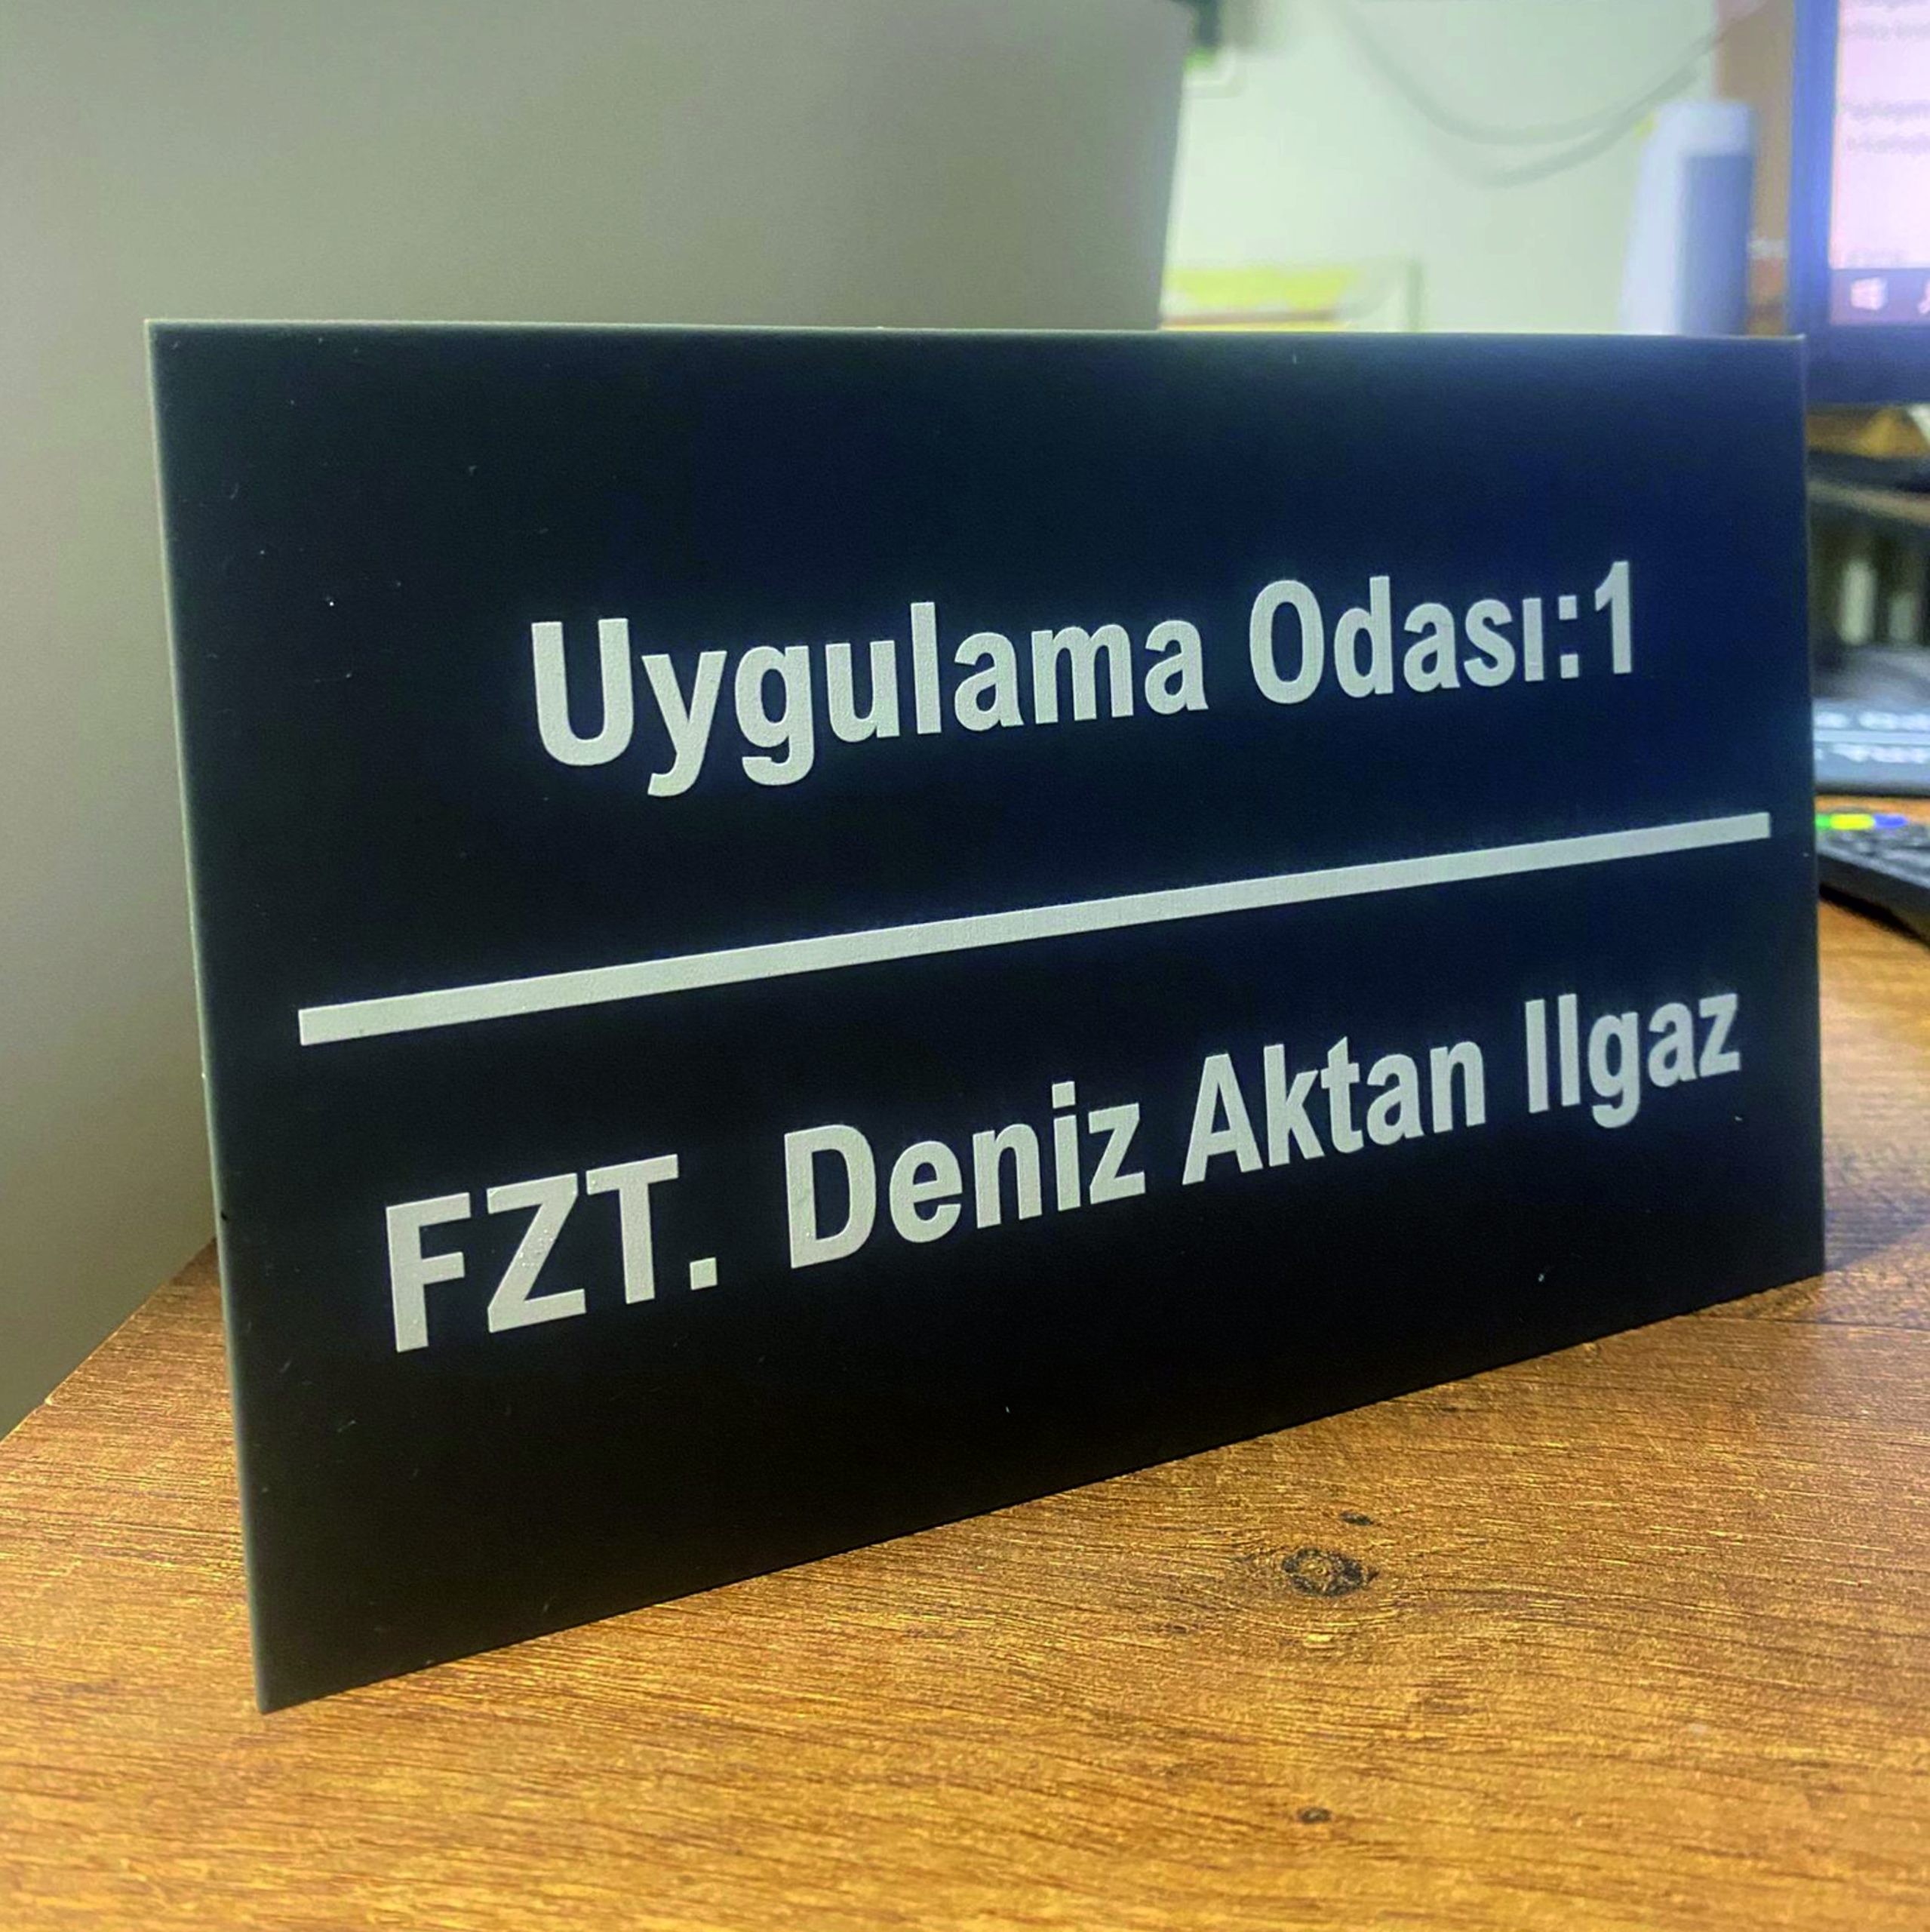 Uygulama Odası:1
FZT. Deniz Aktan Ilgaz